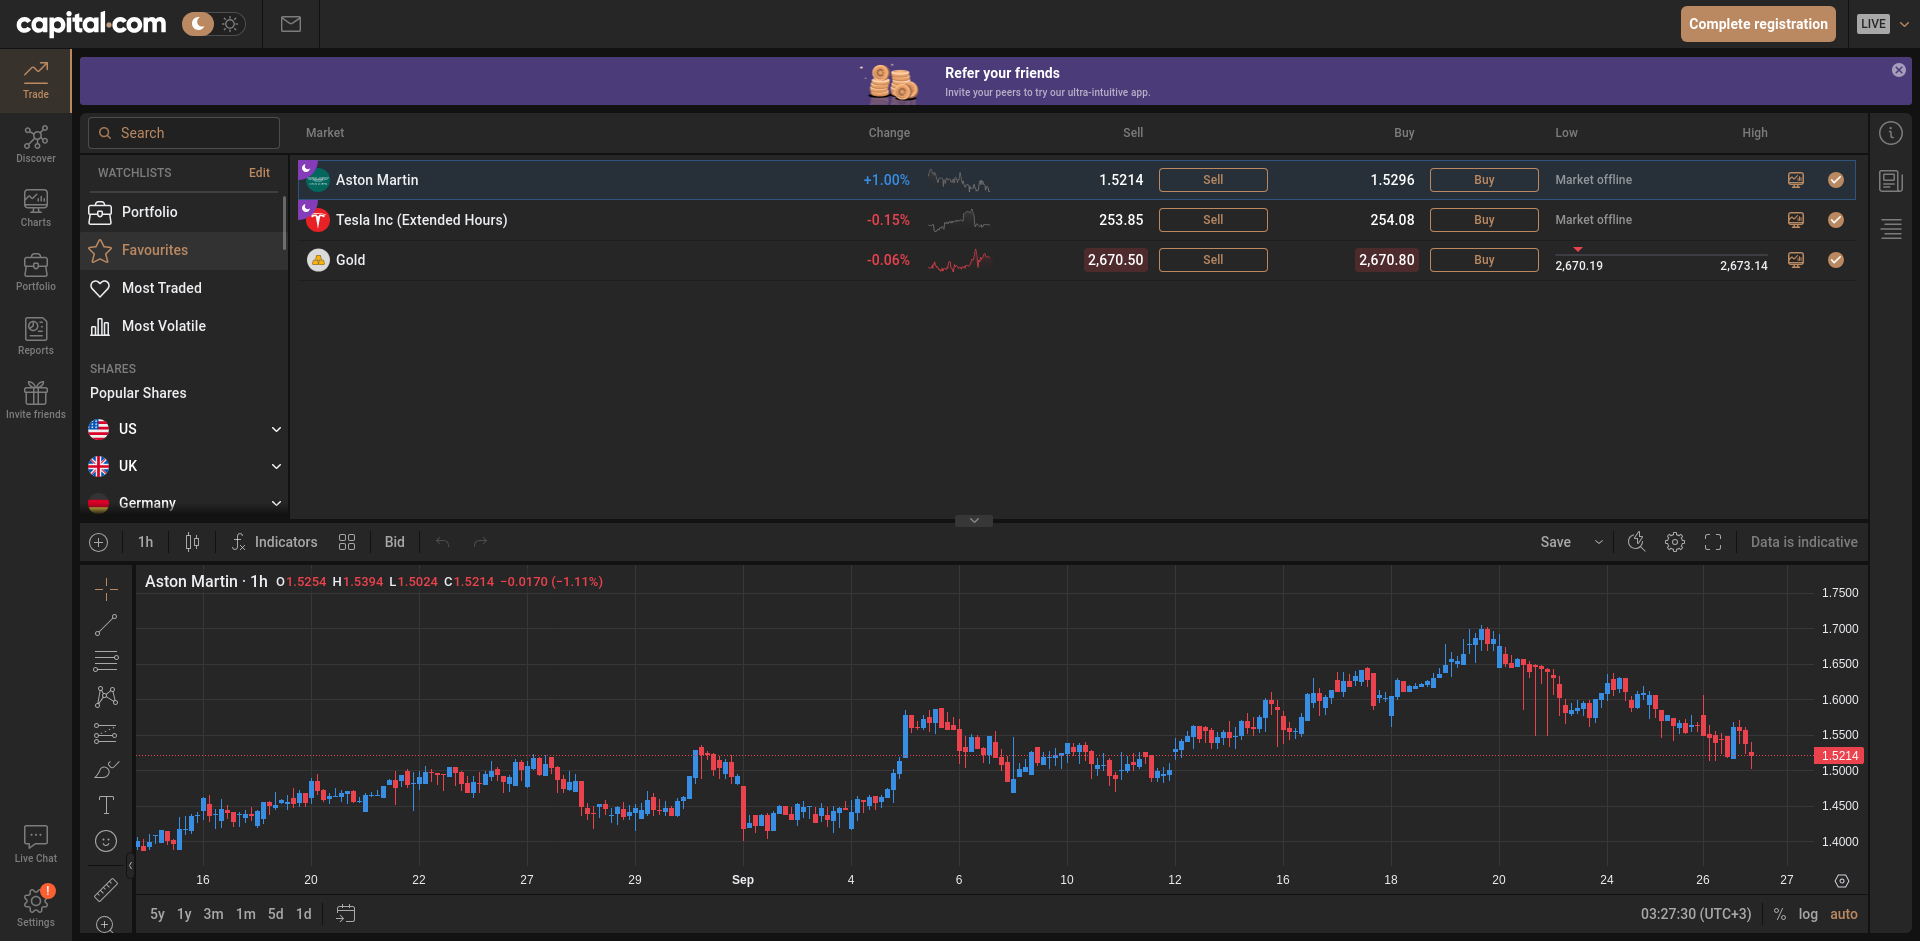 capital.com
Complete registration
LIVE
Refer your friends
Invite your peers to try our ultra-intuitive app.
Trade
Discover
Charts
Portfolio
Reports
Invite friends
Live Chat
!
Settings
Search
WATCHLISTS Edit
Portfolio
Favourites
Most Traded
Most Volatile
SHARES
Popular Shares
US
UK
Germany
Market Change Sell Buy Low High
Aston Martin +1.00% 1.5214 Sell 1.5296 Buy Market offline
Tesla Inc (Extended Hours) -0.15% 253.85 Sell 254.08 Buy Market offline
Gold -0.06% 2,670.50 Sell 2,670.80 Buy 2,670.19 2,673.14
1h Indicators Bid Save Data is indicative
Aston Martin · 1h O1.5254 H1.5394 L1.5024 C1.5214 −0.0170 (−1.11%)
1.7500
1.7000
1.6500
1.6000
1.5500
1.5214
1.5000
1.4500
1.4000
16 20 22 27 29 Sep 4 6 10 12 16 18 20 24 26 27
5y 1y 3m 1m 5d 1d 03:27:30 (UTC+3) % log auto